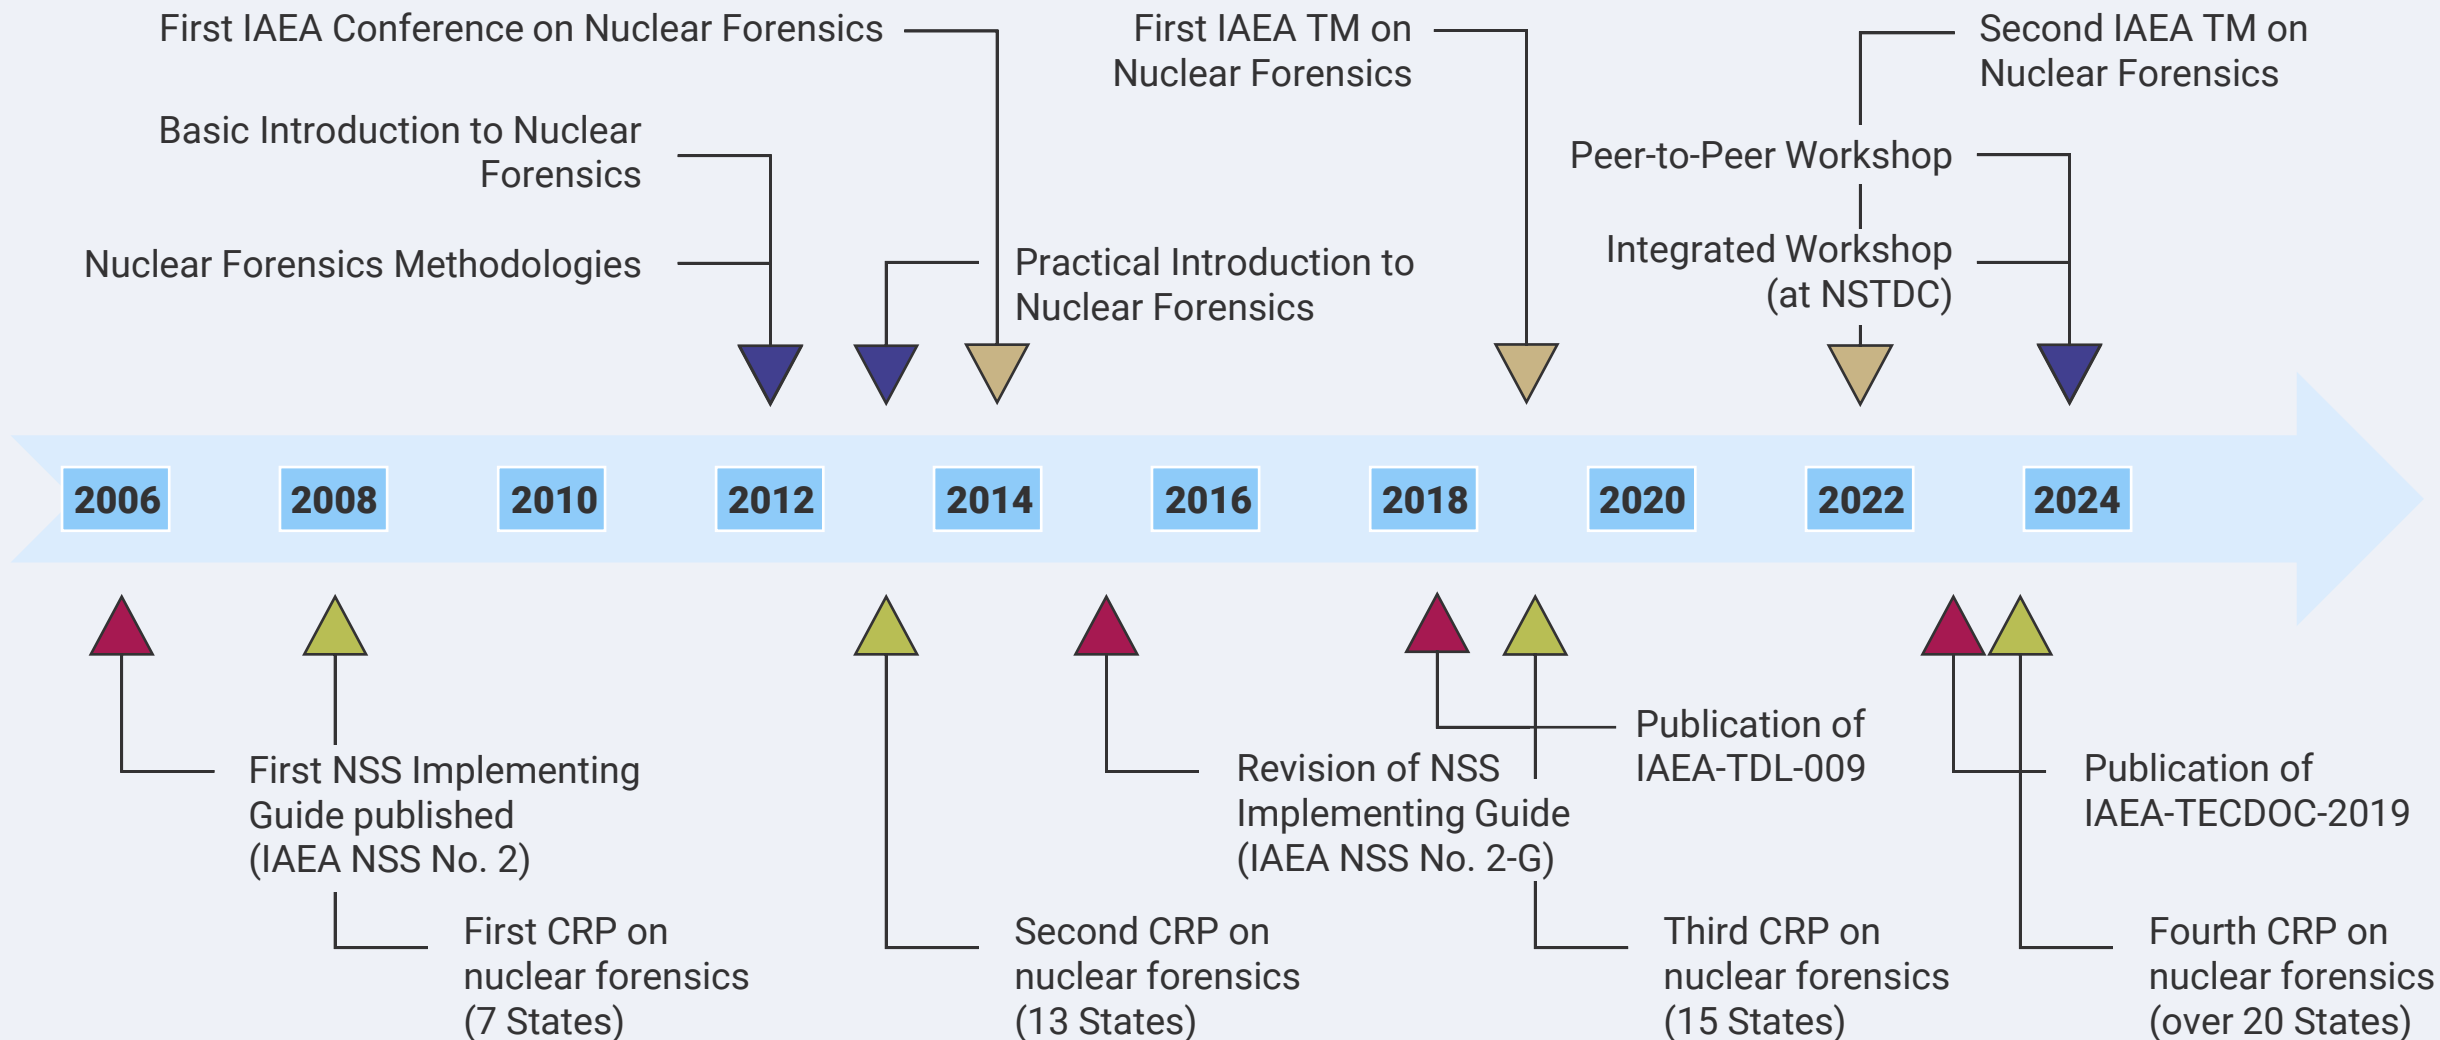 First IAEA Conference on Nuclear Forensics
First IAEA TM on
Nuclear Forensics
Second IAEA TM on
Nuclear Forensics
Basic Introduction to Nuclear
Forensics
Peer-to-Peer Workshop
Nuclear Forensics Methodologies
Practical Introduction to
Nuclear Forensics
Integrated Workshop
(at NSTDC)
2006
2008
2010
2012
2014
2016
2018
2020
2022
2024
First NSS Implementing
Guide published
(IAEA NSS No. 2)
Revision of NSS
Implementing Guide
(IAEA NSS No. 2-G)
Publication of
IAEA-TDL-009
Publication of
IAEA-TECDOC-2019
First CRP on
nuclear forensics
(7 States)
Second CRP on
nuclear forensics
(13 States)
Third CRP on
nuclear forensics
(15 States)
Fourth CRP on
nuclear forensics
(over 20 States)